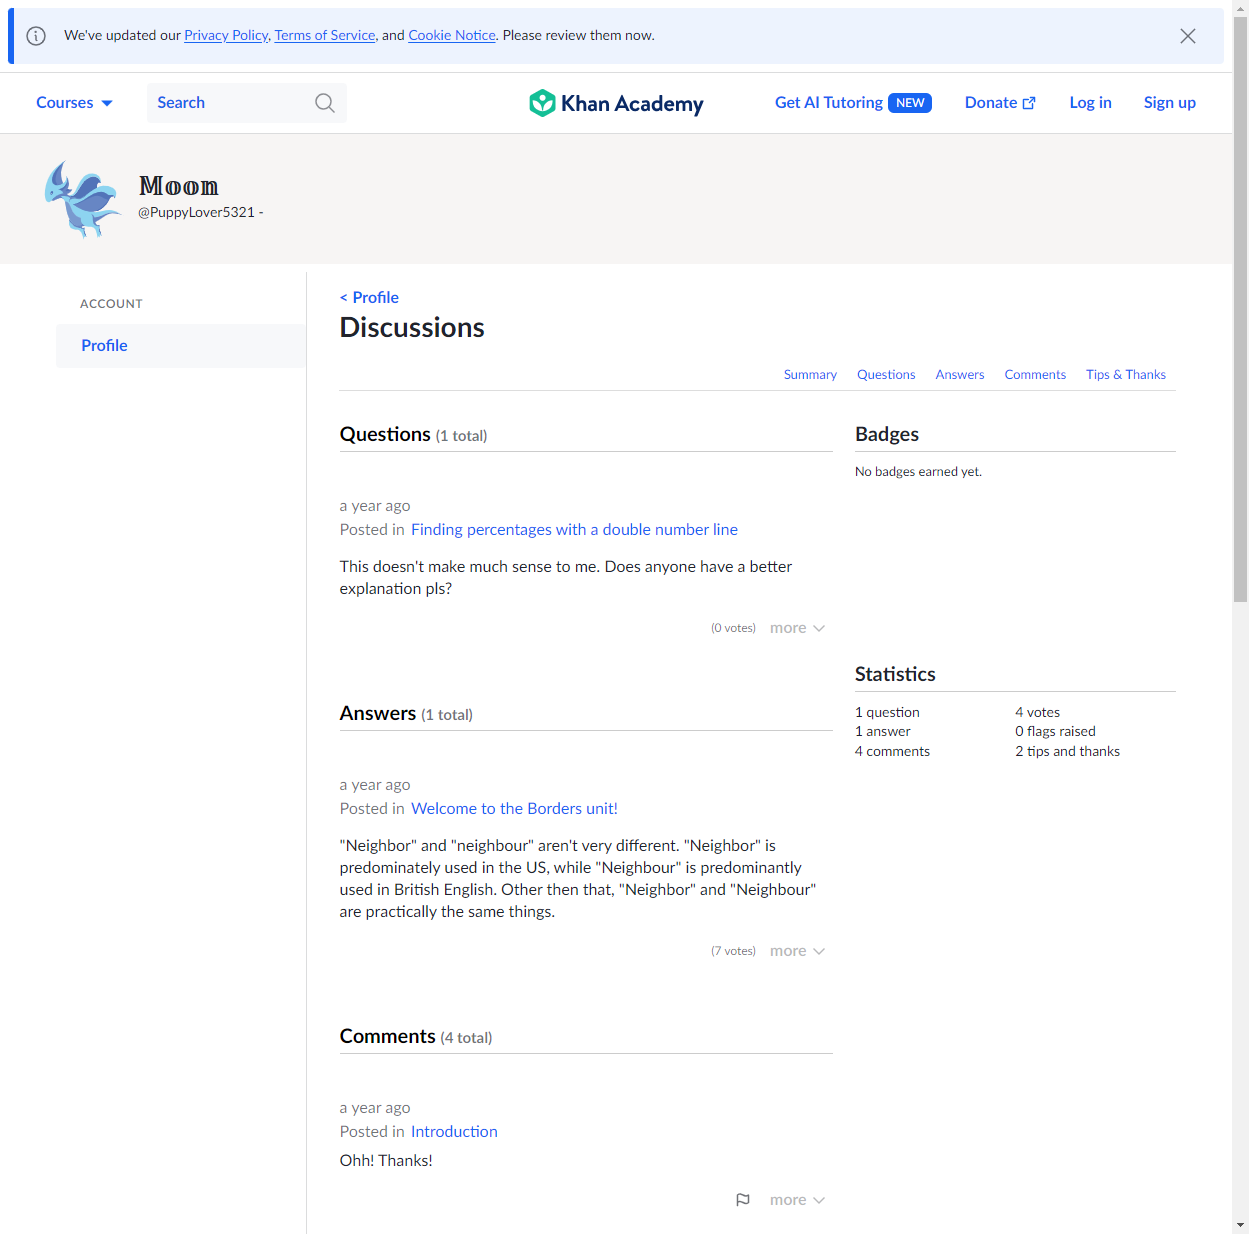 We've updated our Privacy Policy, Terms of Service, and Cookie Notice. Please review them now.
Courses
Search
Khan Academy
Get AI Tutoring NEW
Donate
Log in
Sign up
𝕄𝕠𝕠𝕟
@PuppyLover5321 -
ACCOUNT
Profile
< Profile
Discussions
Summary Questions Answers Comments Tips & Thanks
Questions (1 total)
a year ago
Posted in Finding percentages with a double number line
This doesn't make much sense to me. Does anyone have a better
explanation pls?
(0 votes) more
Answers (1 total)
a year ago
Posted in Welcome to the Borders unit!
"Neighbor" and "neighbour" aren't very different. "Neighbor" is
predominately used in the US, while "Neighbour" is predominantly
used in British English. Other then that, "Neighbor" and "Neighbour"
are practically the same things.
(7 votes) more
Comments (4 total)
a year ago
Posted in Introduction
Ohh! Thanks!
more
Badges
No badges earned yet.
Statistics
1 question
1 answer
4 comments
4 votes
0 flags raised
2 tips and thanks